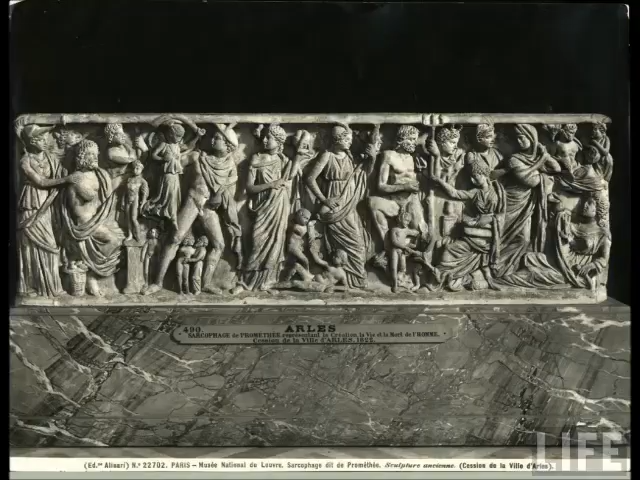 490. ARLES
SARCOPHAGE de PROMÉTHÉE, représentant la Création, la Vie et la Mort de l'HOMME.
Cession de la Ville d'ARLES, 1822.
(Ed.ne Alinari) N.o 22702. PARIS – Musée National du Louvre. Sarcophage dit de Prométhée. Sculpture ancienne. (Cession de la Ville d'Arles).
LIFE